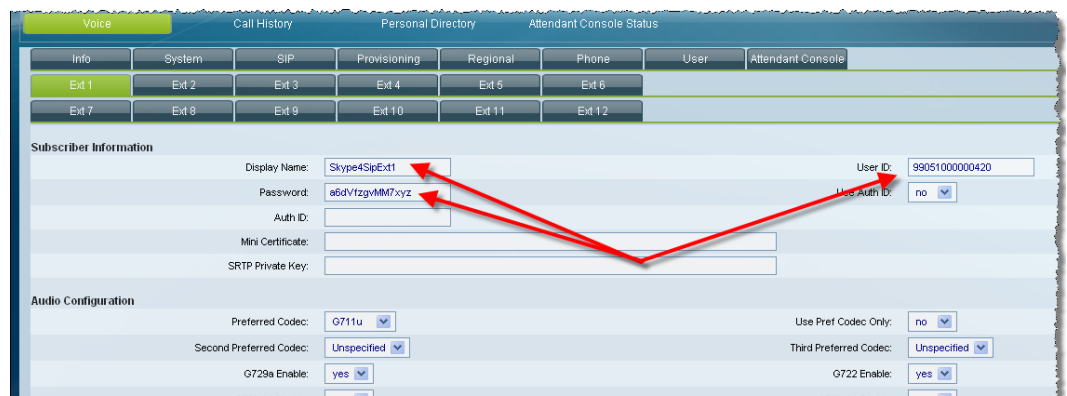 Voice Call History Personal Directory Attendant Console Status
Info System SIP Provisioning Regional Phone User Attendant Console
Ext 1 Ext 2 Ext 3 Ext 4 Ext 5 Ext 6
Ext 7 Ext 8 Ext 9 Ext 10 Ext 11 Ext 12
Subscriber Information
Display Name: Skype4SipExt1 User ID: 99051000000420
Password: a6dVfzgvMM7xyz Use Auth ID: no
Auth ID:
Mini Certificate:
SRTP Private Key:
Audio Configuration
Preferred Codec: G711u Use Pref Codec Only: no
Second Preferred Codec: Unspecified Third Preferred Codec: Unspecified
G729a Enable: yes G722 Enable: yes